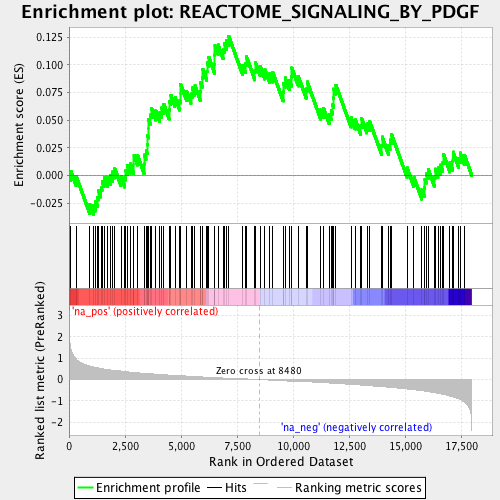 Enrichment plot: REACTOME_SIGNALING_BY_PDGF
Enrichment score (ES)
0.125
0.100
0.075
0.050
0.025
0.000
-0.025
'na_pos' (positively correlated)
Ranked list metric (PreRanked)
3
2
1
0
-1
-2
Zero cross at 8480
'na_neg' (negatively correlated)
0
2,500
5,000
7,500
10,000
12,500
15,000
17,500
Rank in Ordered Dataset
Enrichment profile
Hits
Ranking metric scores